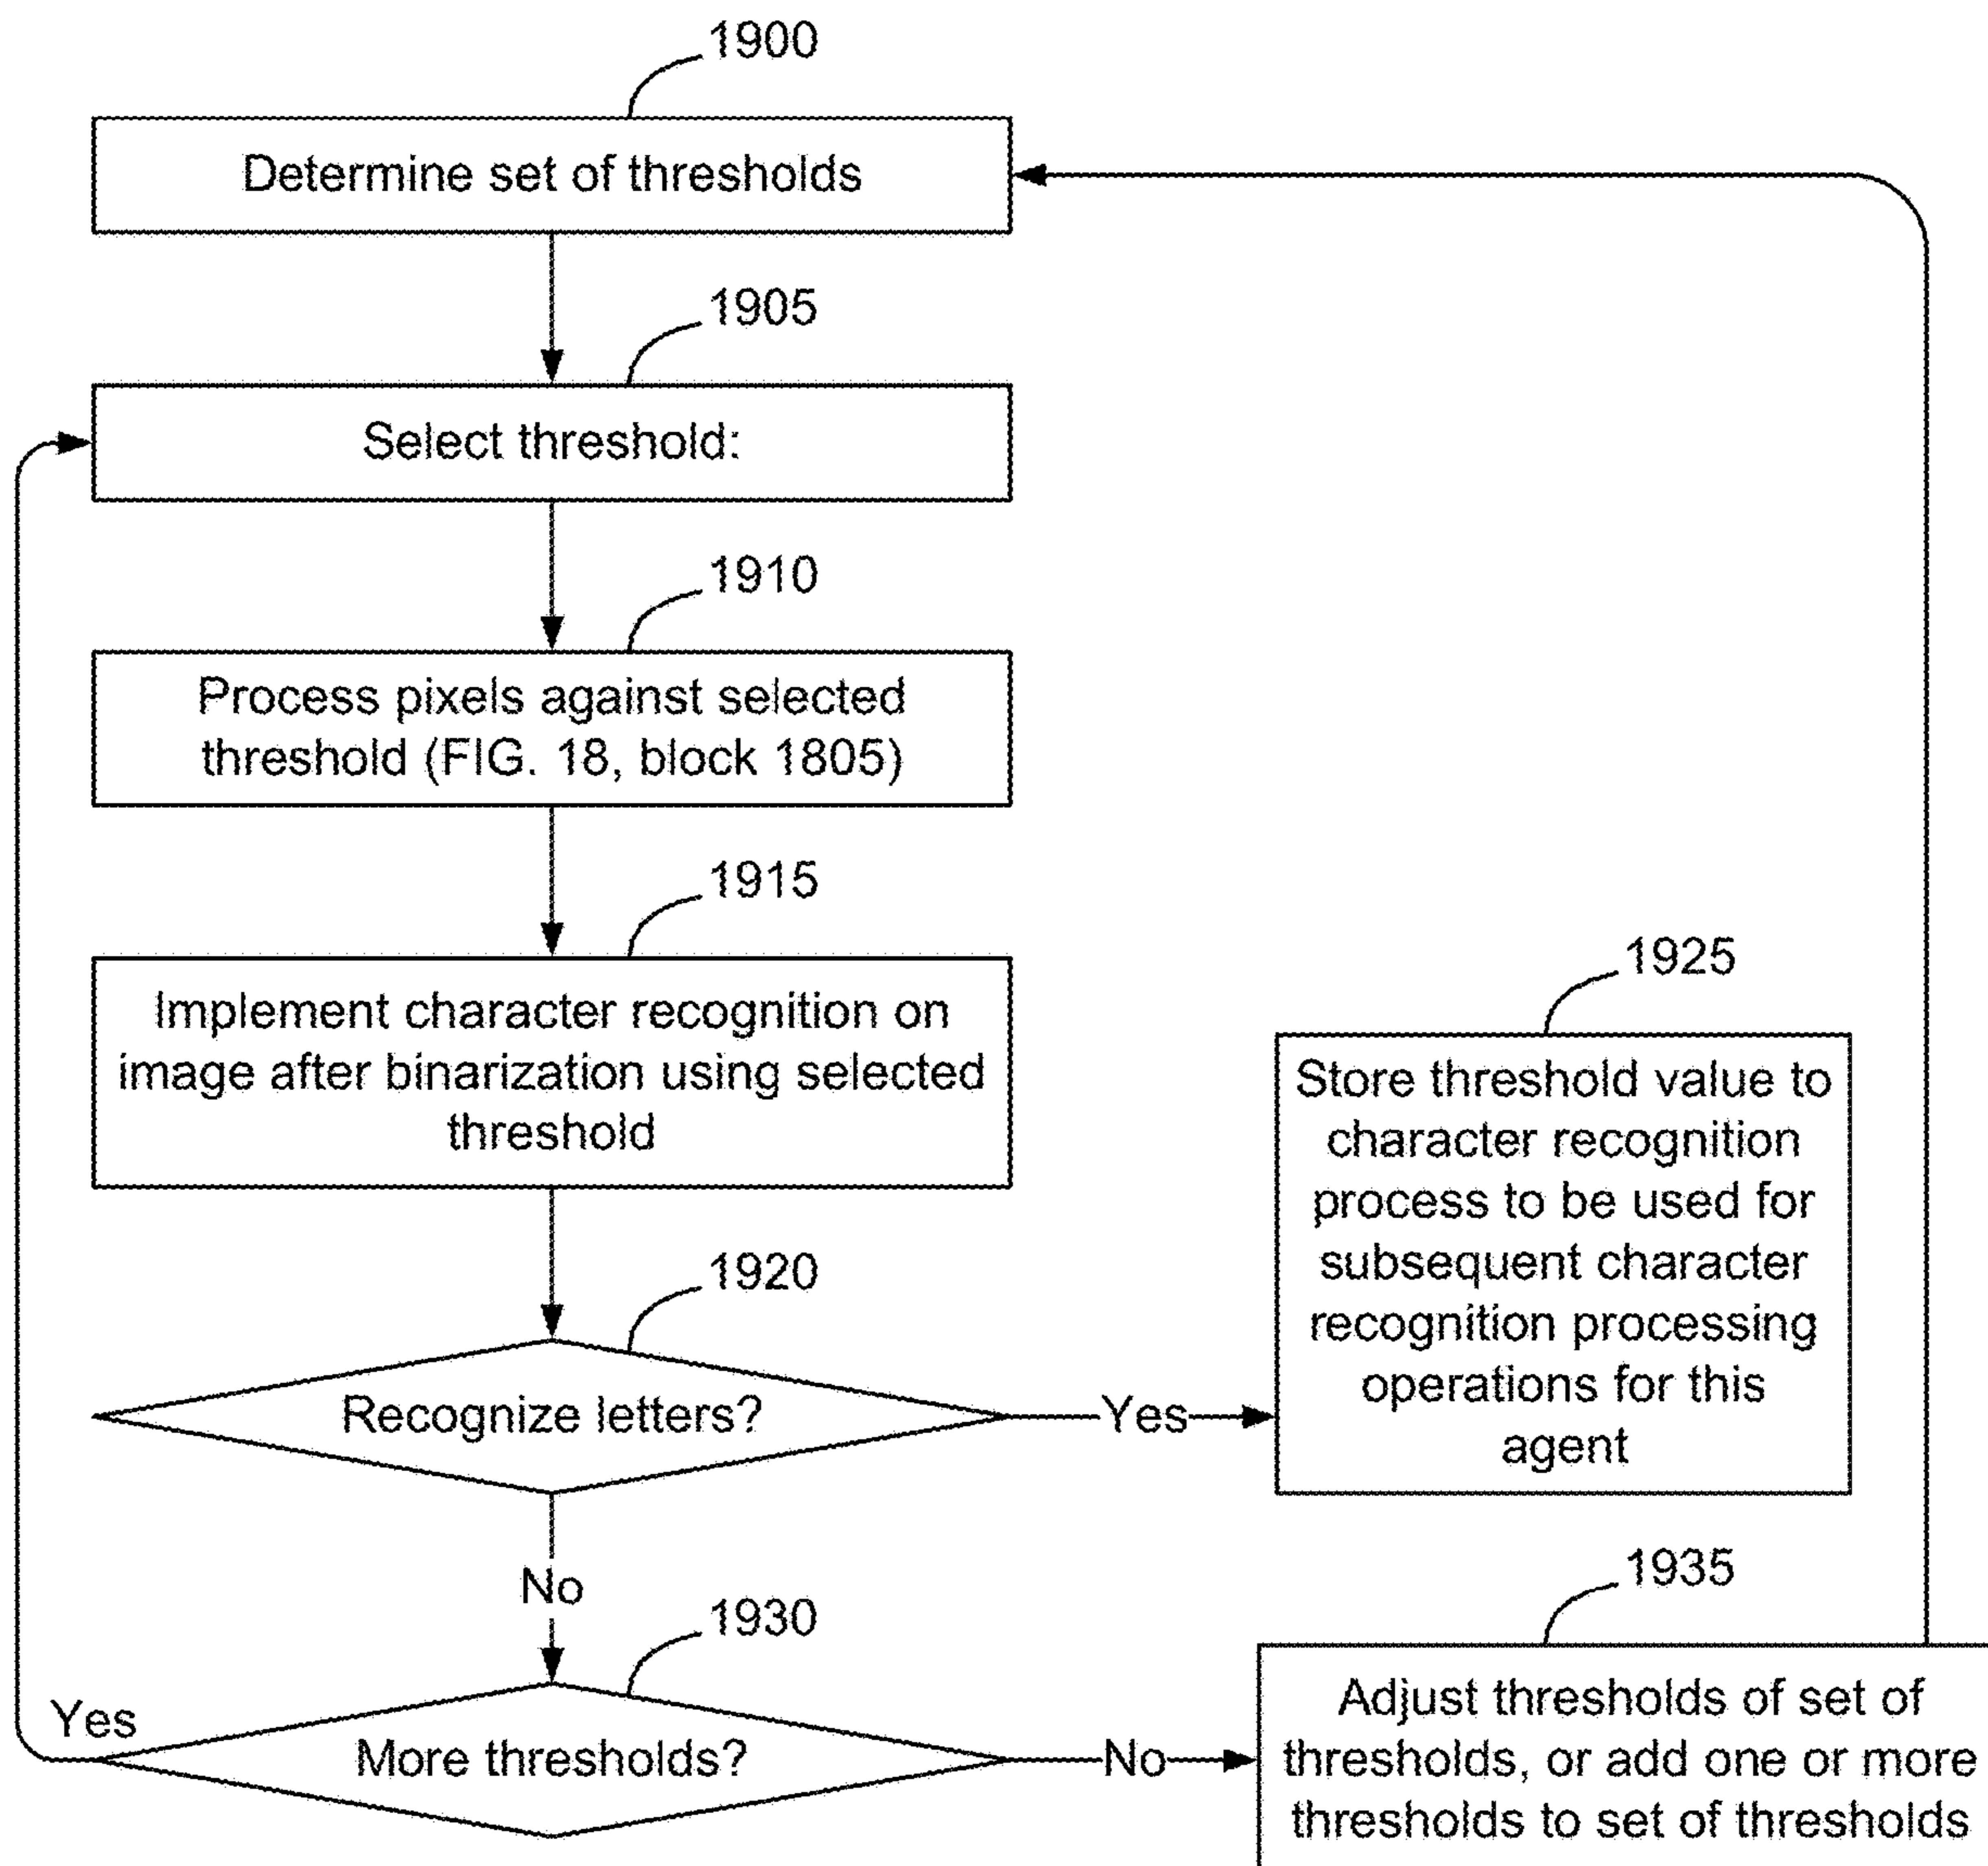 1900
Determine set of thresholds
1905
Select threshold:
1910
Process pixels against selected
threshold (FIG. 18, block 1805)
1915
Implement character recognition on
image after binarization using selected
threshold
1920
Recognize letters?
Yes
1925
Store threshold value to
character recognition
process to be used for
subsequent character
recognition processing
operations for this
agent
No
1930
More thresholds?
Yes
No
1935
Adjust thresholds of set of
thresholds, or add one or more
thresholds to set of thresholds